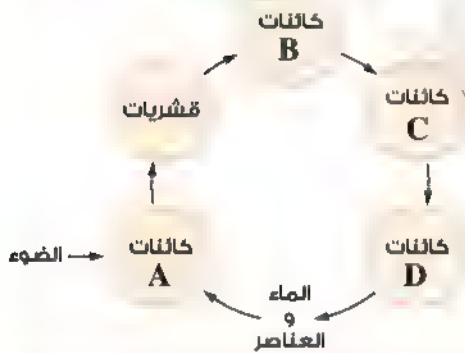 كائنات
B
قشريات
كائنات
C
الضوء
كائنات
A
كائنات
D
الماء
و
العناصر